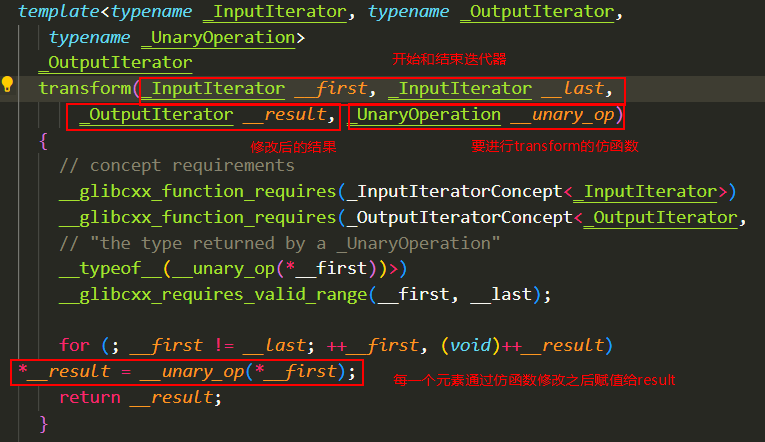 template<typename _InputIterator, typename _OutputIterator,
typename _UnaryOperation>
_OutputIterator
开始和结束迭代器
transform(_InputIterator __first, _InputIterator __last,
_OutputIterator __result, _UnaryOperation __unary_op)
修改后的结果 要进行transform的仿函数
{
// concept requirements
__glibcxx_function_requires(_InputIteratorConcept<_InputIterator>)
__glibcxx_function_requires(_OutputIteratorConcept<_OutputIterator,
// "the type returned by a _UnaryOperation"
__typeof__(__unary_op(*__first))>)
__glibcxx_requires_valid_range(__first, __last);
for (; __first != __last; ++__first, (void)++__result)
*__result = __unary_op(*__first);
每一个元素通过仿函数修改之后赋值给result
return __result;
}